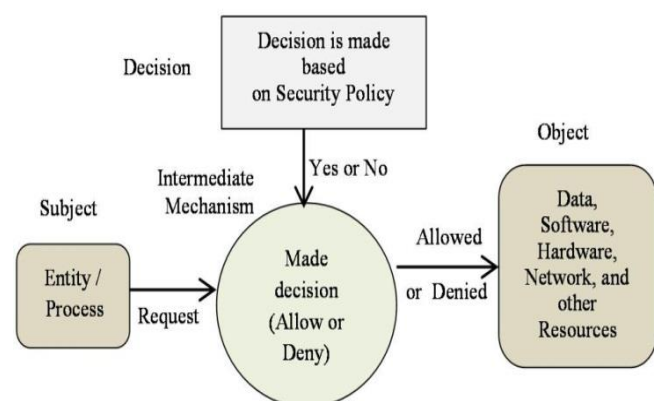 Decision
Decision is made
based
on Security Policy
Yes or No
Intermediate
Mechanism
Subject
Entity /
Process
Request
Made
decision
(Allow or
Deny)
Allowed
or Denied
Object
Data,
Software,
Hardware,
Network, and
other
Resources